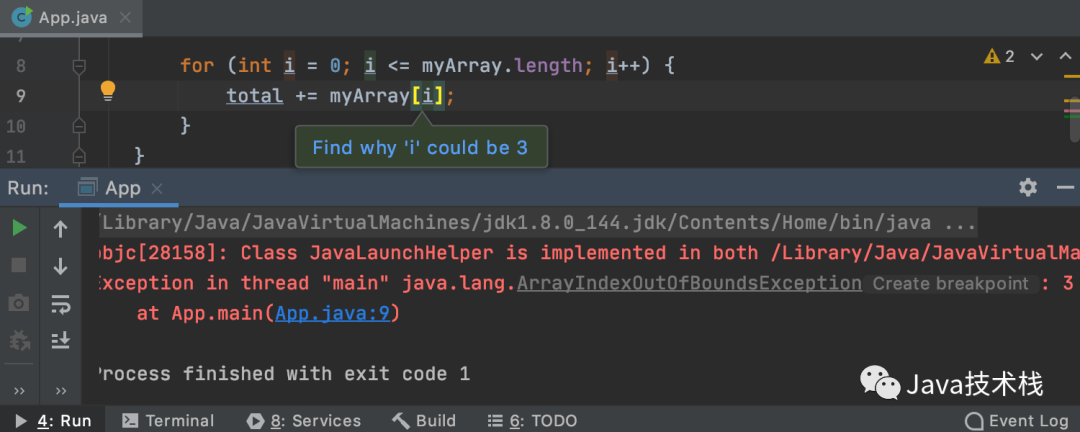 App.java
8 for (int i = 0; i <= myArray.length; i++) {
2
9 total += myArray[i];
10 }
Find why 'i' could be 3
11 }
Run: App
/Library/Java/JavaVirtualMachines/jdk1.8.0_144.jdk/Contents/Home/bin/java ...
objc[28158]: Class JavaLaunchHelper is implemented in both /Library/Java/JavaVirtualMa
Exception in thread "main" java.lang.ArrayIndexOutOfBoundsException Create breakpoint : 3
at App.main(App.java:9)
Process finished with exit code 1
Java技术栈
4: Run Terminal 8: Services Build 6: TODO Event Log